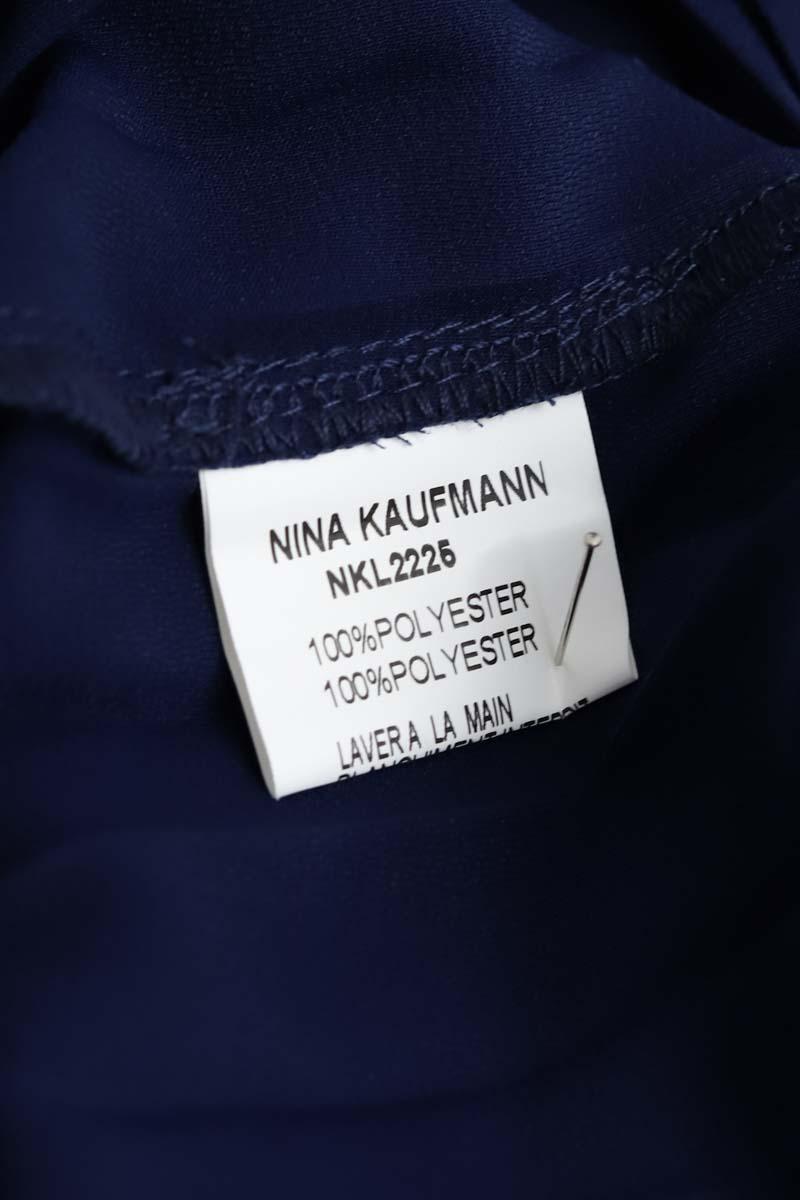 NINA KAUFMANN
NKL2225
100%POLYESTER
100%POLYESTER
LAVER A LA MAIN